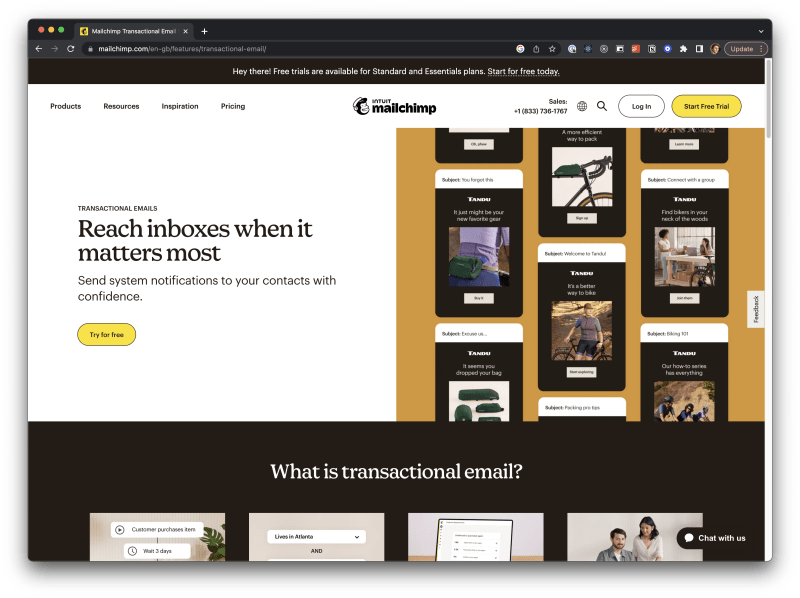 Mailchimp Transactional Email
mailchimp.com/en-gb/features/transactional-email/
Update
Hey there! Free trials are available for Standard and Essentials plans. Start for free today.
Products
Resources
Inspiration
Pricing
INTUIT
mailchimp
Sales:
+1 (833) 736-1767
Log In
Start Free Trial
TRANSACTIONAL EMAILS
Reach inboxes when it
matters most
Send system notifications to your contacts with
confidence.
Try for free
Oh, phew
Subject: You forgot this
TANDU
It just might be your
new favorite gear
Buy it
Subject: Excuse us...
TANDU
It seems you
dropped your bag
A more efficient
way to pack
Sign up
Subject: Welcome to Tandu!
TANDU
It's a better
way to bike
Start exploring
Subject: Packing pro tips
Learn more
Subject: Connect with a group
TANDU
Find bikers in your
neck of the woods
Join them
Subject: Biking 101
TANDU
Our how-to series
has everything
Feedback
What is transactional email?
Customer purchases item
Wait 3 days
Lives in Atlanta
AND
Chat with us